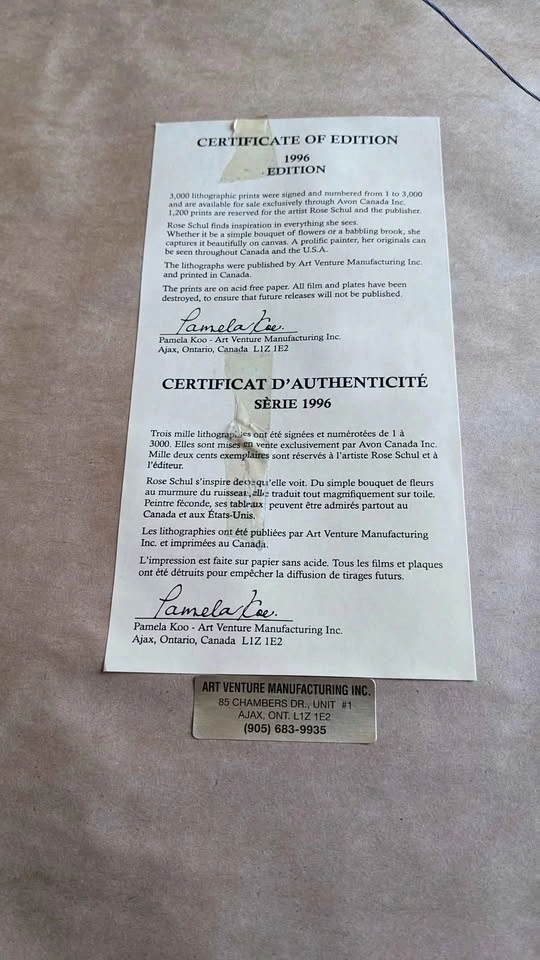 CERTIFICATE OF EDITION
1996
EDITION
3,000 lithographic prints were signed and numbered from 1 to 3,000
and are available for sale exclusively through Avon Canada Inc.
1,200 prints are reserved for the artist Rose Schul and the publisher.
Rose Schul finds inspiration in everything she sees.
Whether it be a simple bouquet of flowers or a babbling brook, she
captures it beautifully on canvas. A prolific painter, her originals can
be seen throughout Canada and the U.S.A.
The lithographs were published by Art Venture Manufacturing Inc.
and printed in Canada.
The prints are on acid free paper. All film and plates have been
destroyed, to ensure that future releases will not be published.
Pamela Koo.
Pamela Koo - Art Venture Manufacturing Inc.
Ajax, Ontario, Canada L1Z 1E2
CERTIFICAT D'AUTHENTICITÉ
SÈRIE 1996
Trois mille lithographies ont été signées et numérotées de 1 à
3000. Elles sont mises en vente exclusivement par Avon Canada Inc.
Mille deux cents exemplaires sont réservés à l'artiste Rose Schul et à
l'éditeur.
Rose Schul s'inspire de ce qu'elle voit. Du simple bouquet de fleurs
au murmure du ruisseau, elle traduit tout magnifiquement sur toile.
Peintre féconde, ses tableaux peuvent être admirés partout au
Canada et aux États-Unis.
Les lithographies ont été publiées par Art Venture Manufacturing
Inc. et imprimées au Canada.
L'impression est faite sur papier sans acide. Tous les films et plaques
ont été détruits pour empêcher la diffusion de tirages futurs.
Pamela Koo.
Pamela Koo - Art Venture Manufacturing Inc.
Ajax, Ontario, Canada L1Z 1E2
ART VENTURE MANUFACTURING INC.
85 CHAMBERS DR., UNIT #1
AJAX, ONT. L1Z 1E2
(905) 683-9935